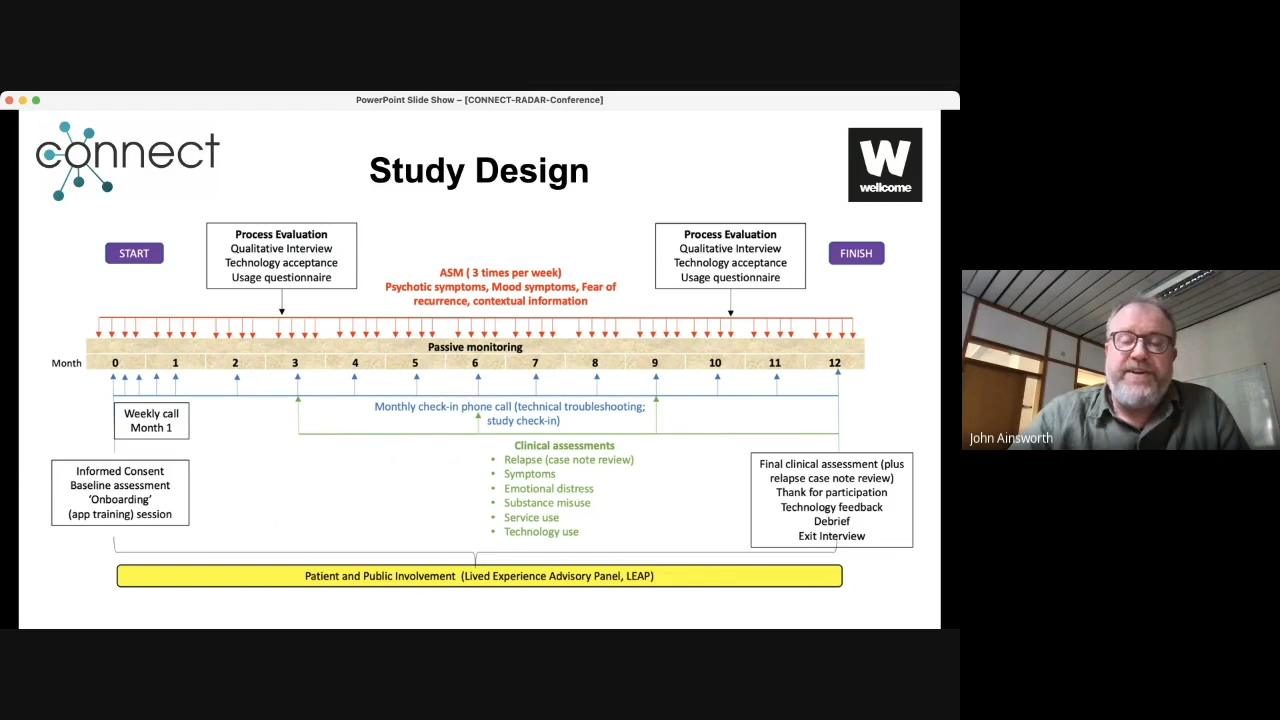 PowerPoint Slide Show – [CONNECT-RADAR-Conference]
connect
Study Design
W
wellcome
START
Process Evaluation
Qualitative Interview
Technology acceptance
Usage questionnaire
ASM ( 3 times per week)
Psychotic symptoms, Mood symptoms, Fear of
recurrence, contextual information
Process Evaluation
Qualitative Interview
Technology acceptance
Usage questionnaire
FINISH
Passive monitoring
Month 0 1 2 3 4 5 6 7 8 9 10 11 12
Weekly call
Month 1
Monthly check-in phone call (technical troubleshooting;
study check-in)
Informed Consent
Baseline assessment
‘Onboarding’
(app training) session
Clinical assessments
• Relapse (case note review)
• Symptoms
• Emotional distress
• Substance misuse
• Service use
• Technology use
Final clinical assessment (plus
relapse case note review)
Thank for participation
Technology feedback
Debrief
Exit Interview
Patient and Public Involvement (Lived Experience Advisory Panel, LEAP)
John Ainsworth